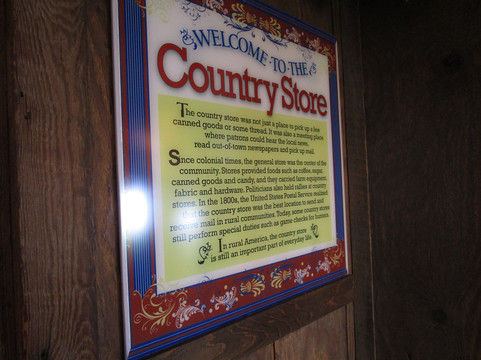 WELCOME·TO·THE
Country Store
The country store was not just a place to pick up a few
canned goods or some thread. It was also a meeting place
where patrons could hear the local news,
read out-of-town newspapers and pick up mail.
Since colonial times, the general store was the center of the
community. Stores provided foods such as coffee, sugar,
canned goods and candy, and they carried farm equipment,
fabric and hardware. Politicians also held rallies at country
stores. In the 1800s, the United States Postal Service realized
that the country store was the best location to send and
receive mail in rural communities. Today, some country stores
still perform special duties such as game checks for hunters.
In rural America, the country store
is still an important part of everyday life.